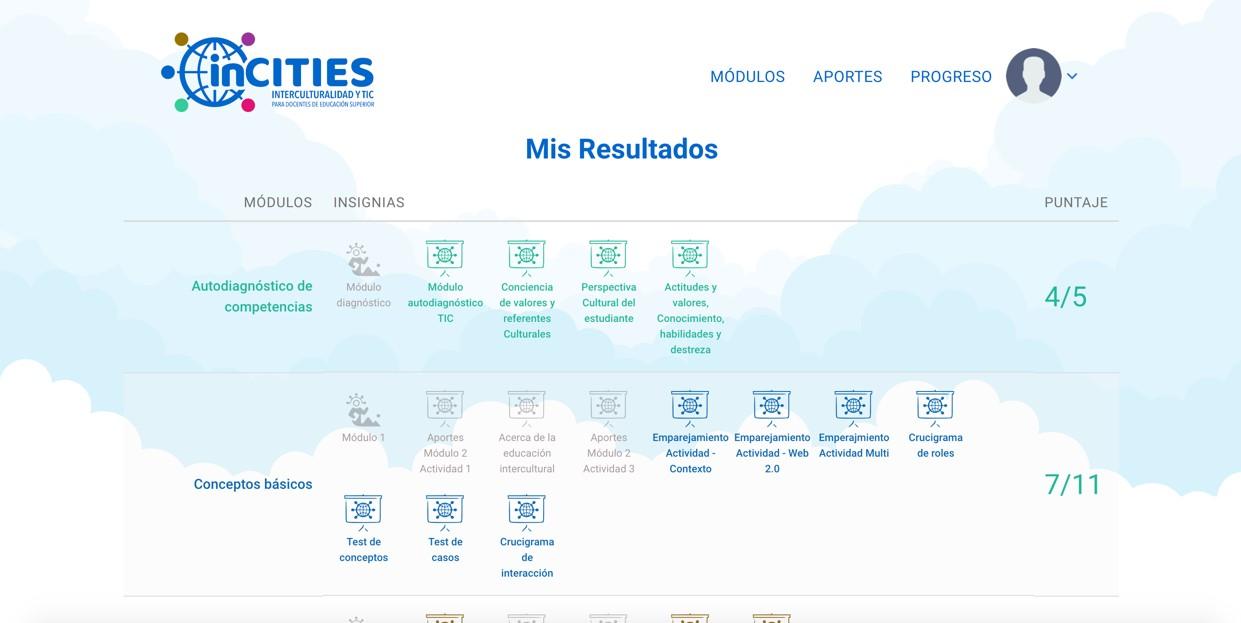 inCITIES
INTERCULTURALIDAD Y TIC
PARA DOCENTES DE EDUCACIÓN SUPERIOR
MÓDULOS APORTES PROGRESO
Mis Resultados
MÓDULOS INSIGNIAS PUNTAJE
Autodiagnóstico de
competencias
Módulo
diagnóstico
Módulo
autodiagnóstico
TIC
Conciencia
de valores y
referentes
Culturales
Perspectiva
Cultural del
estudiante
Actitudes y
valores,
Conocimiento,
habilidades y
destreza
4/5
Conceptos básicos
Módulo 1
Aportes
Módulo 2
Actividad 1
Acerca de la
educación
intercultural
Aportes
Módulo 2
Actividad 3
Emparejamiento
Actividad -
Contexto
Emparejamiento
Actividad - Web
2.0
Emperajmiento
Actividad Multi
Crucigrama
de roles
Test de
conceptos
Test de
casos
Crucigrama
de
interacción
7/11